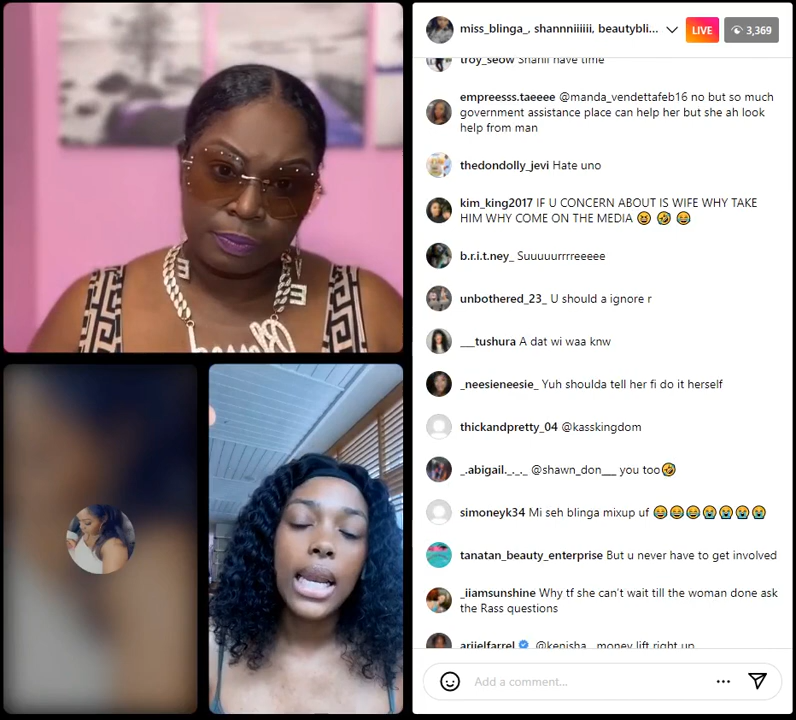 miss_blinga_, shannniiiiii, beautybli...
LIVE
3,369
troy_seow Shanii have time
empreesss.taeeee @manda_vendettafeb16 no but so much
government assistance place can help her but she ah look
help from man
thedondolly_jevi Hate uno
kim_king2017 IF U CONCERN ABOUT IS WIFE WHY TAKE
HIM WHY COME ON THE MEDIA 😆 🤣 😂
b.r.i.t.ney_ Suuuuurrrreeeee
unbothered_23_ U should a ignore r
___tushura A dat wi waa knw
_neesieneesie_ Yuh shoulda tell her fi do it herself
thickandpretty_04 @kasskingdom
_.abigail._._._ @shawn_don___ you too🤣
simoneyk34 Mi seh blinga mixup uf 😂😂😂😭😭😭😭
tanatan_beauty_enterprise But u never have to get involved
_iiamsunshine Why tf she can't wait till the woman done ask
the Rass questions
arijelfarrel @kenisha_ money lift right up
Add a comment...